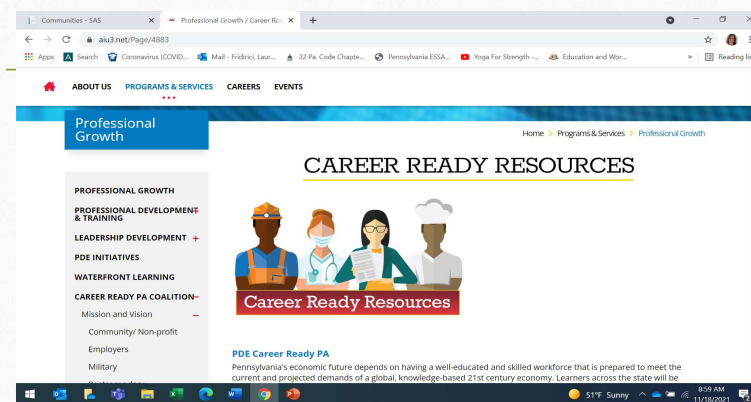 Communities - SAS
Professional Growth / Career Re
aiu3.net/Page/4883
Apps
Search
Coronavirus (COVID...
Mail - Fridirici, Laur...
22 Pa. Code Chapte...
Pennsylvania ESSA...
Yoga For Strength -...
Education and Wor...
»
Reading lis
ABOUT US
PROGRAMS & SERVICES
CAREERS
EVENTS
Professional
Growth
Home > Programs & Services > Professional Growth
CAREER READY RESOURCES
PROFESSIONAL GROWTH
PROFESSIONAL DEVELOPMENT
& TRAINING
LEADERSHIP DEVELOPMENT +
PDE INITIATIVES
WATERFRONT LEARNING
CAREER READY PA COALITION
Mission and Vision
Community/ Non-profit
Employers
Military
Career Ready Resources
PDE Career Ready PA
Pennsylvania's economic future depends on having a well-educated and skilled workforce that is prepared to meet the
current and projected demands of a global, knowledge-based 21st century economy. Learners across the state will be
51°F Sunny
8:59 AM
11/18/2021